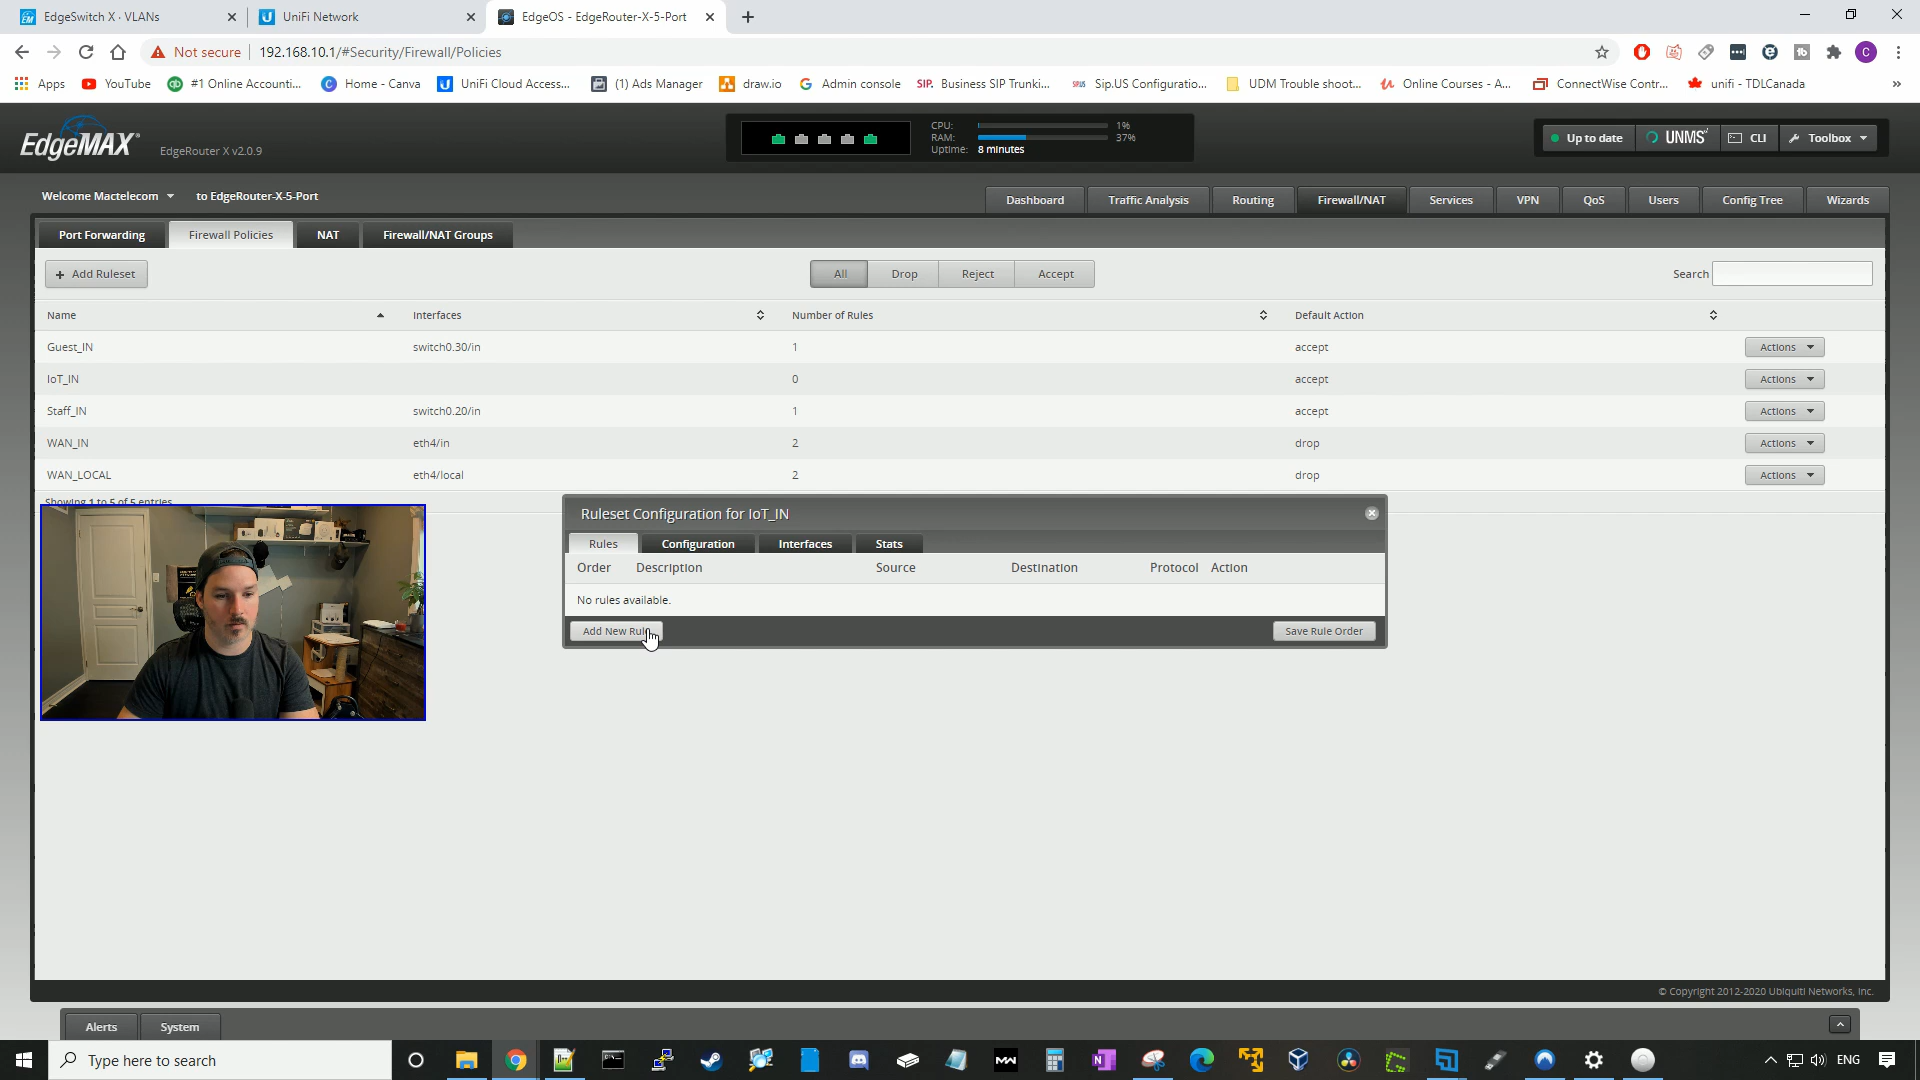 EdgeSwitch X - VLANs
UniFi Network
EdgeOS - EdgeRouter-X-5-Port
Not secure
192.168.10.1/#Security/Firewall/Policies
Apps
YouTube
#1 Online Accounti...
Home - Canva
UniFi Cloud Access...
(1) Ads Manager
draw.io
Admin console
SIP. Business SIP Trunki...
Sip.US Configuratio...
UDM Trouble shoot...
Online Courses - A...
ConnectWise Contr...
unifi - TDLCanada
EdgeMAX
EdgeRouter X v2.0.9
CPU: 1%
RAM: 37%
Uptime: 8 minutes
Up to date
UNMS
CLI
Toolbox
Welcome Mactelecom
to EdgeRouter-X-5-Port
Dashboard
Traffic Analysis
Routing
Firewall/NAT
Services
VPN
QoS
Users
Config Tree
Wizards
Port Forwarding
Firewall Policies
NAT
Firewall/NAT Groups
+ Add Ruleset
All
Drop
Reject
Accept
Search
Name Interfaces Number of Rules Default Action
Guest_IN switch0.30/in 1 accept Actions
IoT_IN 0 accept Actions
Staff_IN switch0.20/in 1 accept Actions
WAN_IN eth4/in 2 drop Actions
WAN_LOCAL eth4/local 2 drop Actions
Showing 1 to 5 of 5 entries
Ruleset Configuration for IoT_IN
Rules
Configuration
Interfaces
Stats
Order Description Source Destination Protocol Action
No rules available.
Add New Rule
Save Rule Order
© Copyright 2012-2020 Ubiquiti Networks, Inc.
Alerts
System
Type here to search
ENG